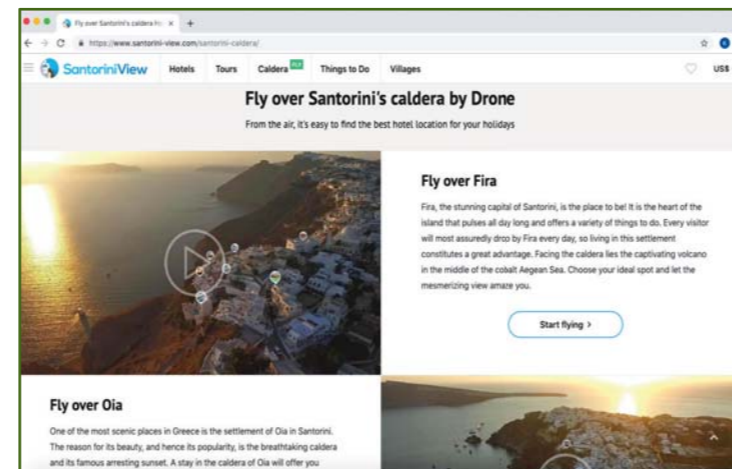 Fly over Santorini's caldera by
https://www.santorini-view.com/santorini-caldera/
SantoriniView Hotels Tours Caldera Things to Do Villages US$
Fly over Santorini's caldera by Drone
From the air, it's easy to find the best hotel location for your holidays
Fly over Fira
Fira, the stunning capital of Santorini, is the place to be! It is the heart of the
island that pulses all day long and offers a variety of things to do. Every visitor
will most assuredly drop by Fira every day, so living in this settlement
constitutes a great advantage. Facing the caldera lies the captivating volcano
in the middle of the cobalt Aegean Sea. Choose your ideal spot and let the
mesmerizing view amaze you.
Start flying >
Fly over Oia
One of the most scenic places in Greece is the settlement of Oia in Santorini.
The reason for its beauty, and hence its popularity, is the breathtaking caldera
and its famous arresting sunset. A stay in the caldera of Oia will offer you